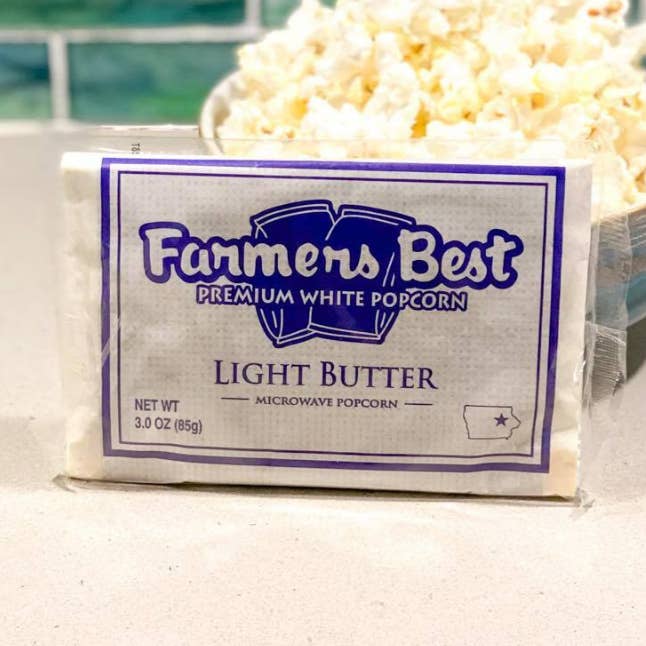 Farmers Best
PREMIUM WHITE POPCORN
LIGHT BUTTER
MICROWAVE POPCORN
NET WT
3.0 OZ (85g)